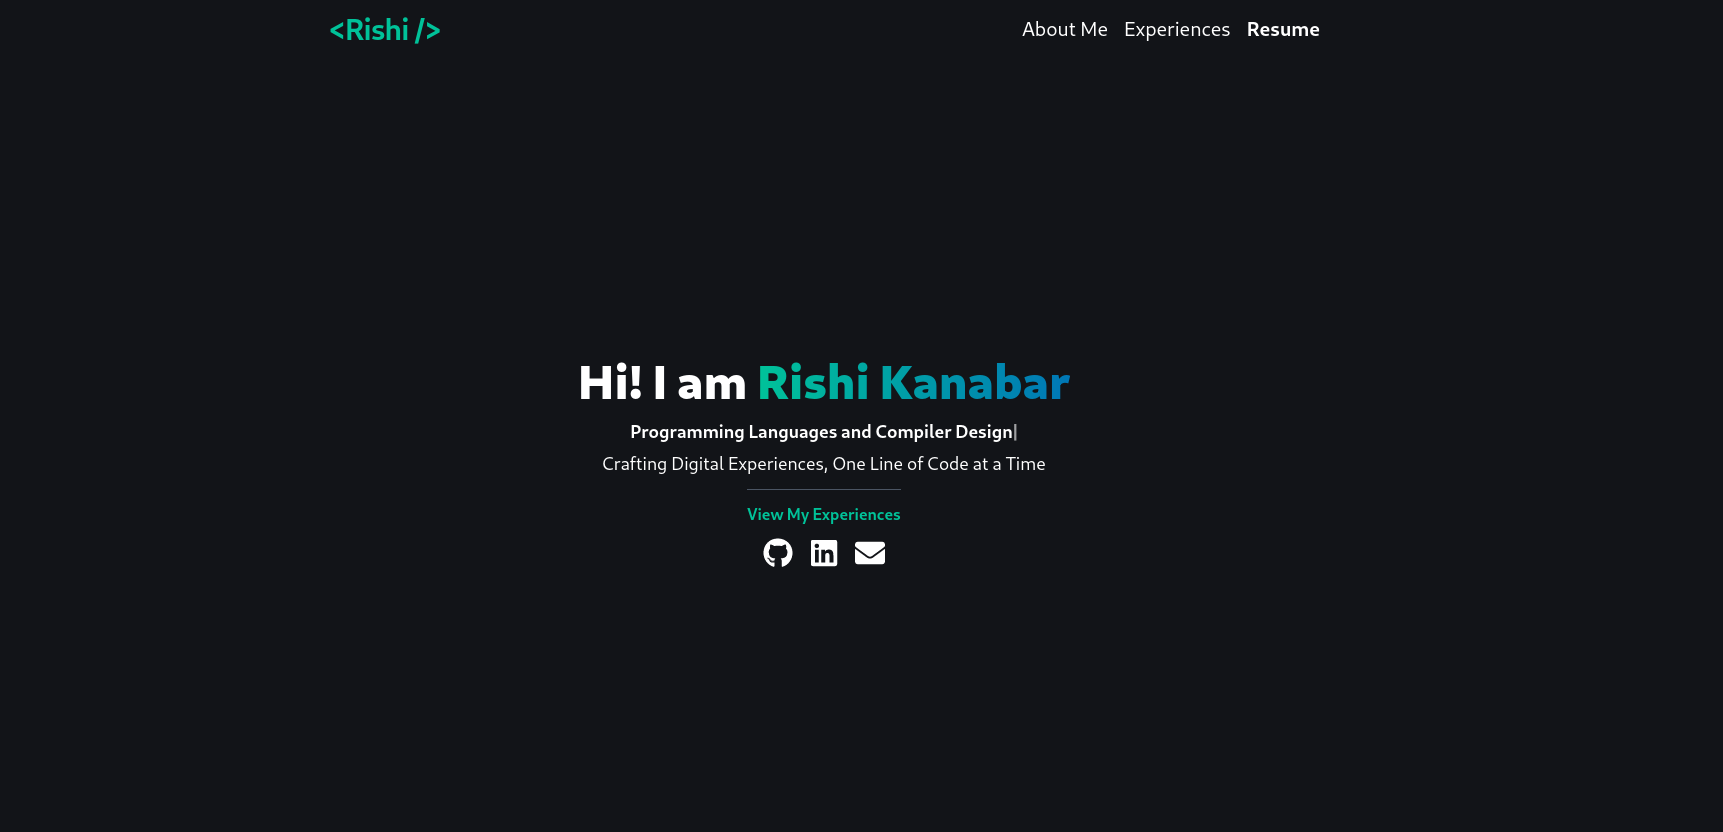 <Rishi />
About Me Experiences Resume
Hi! I am Rishi Kanabar
Programming Languages and Compiler Design|
Crafting Digital Experiences, One Line of Code at a Time
View My Experiences